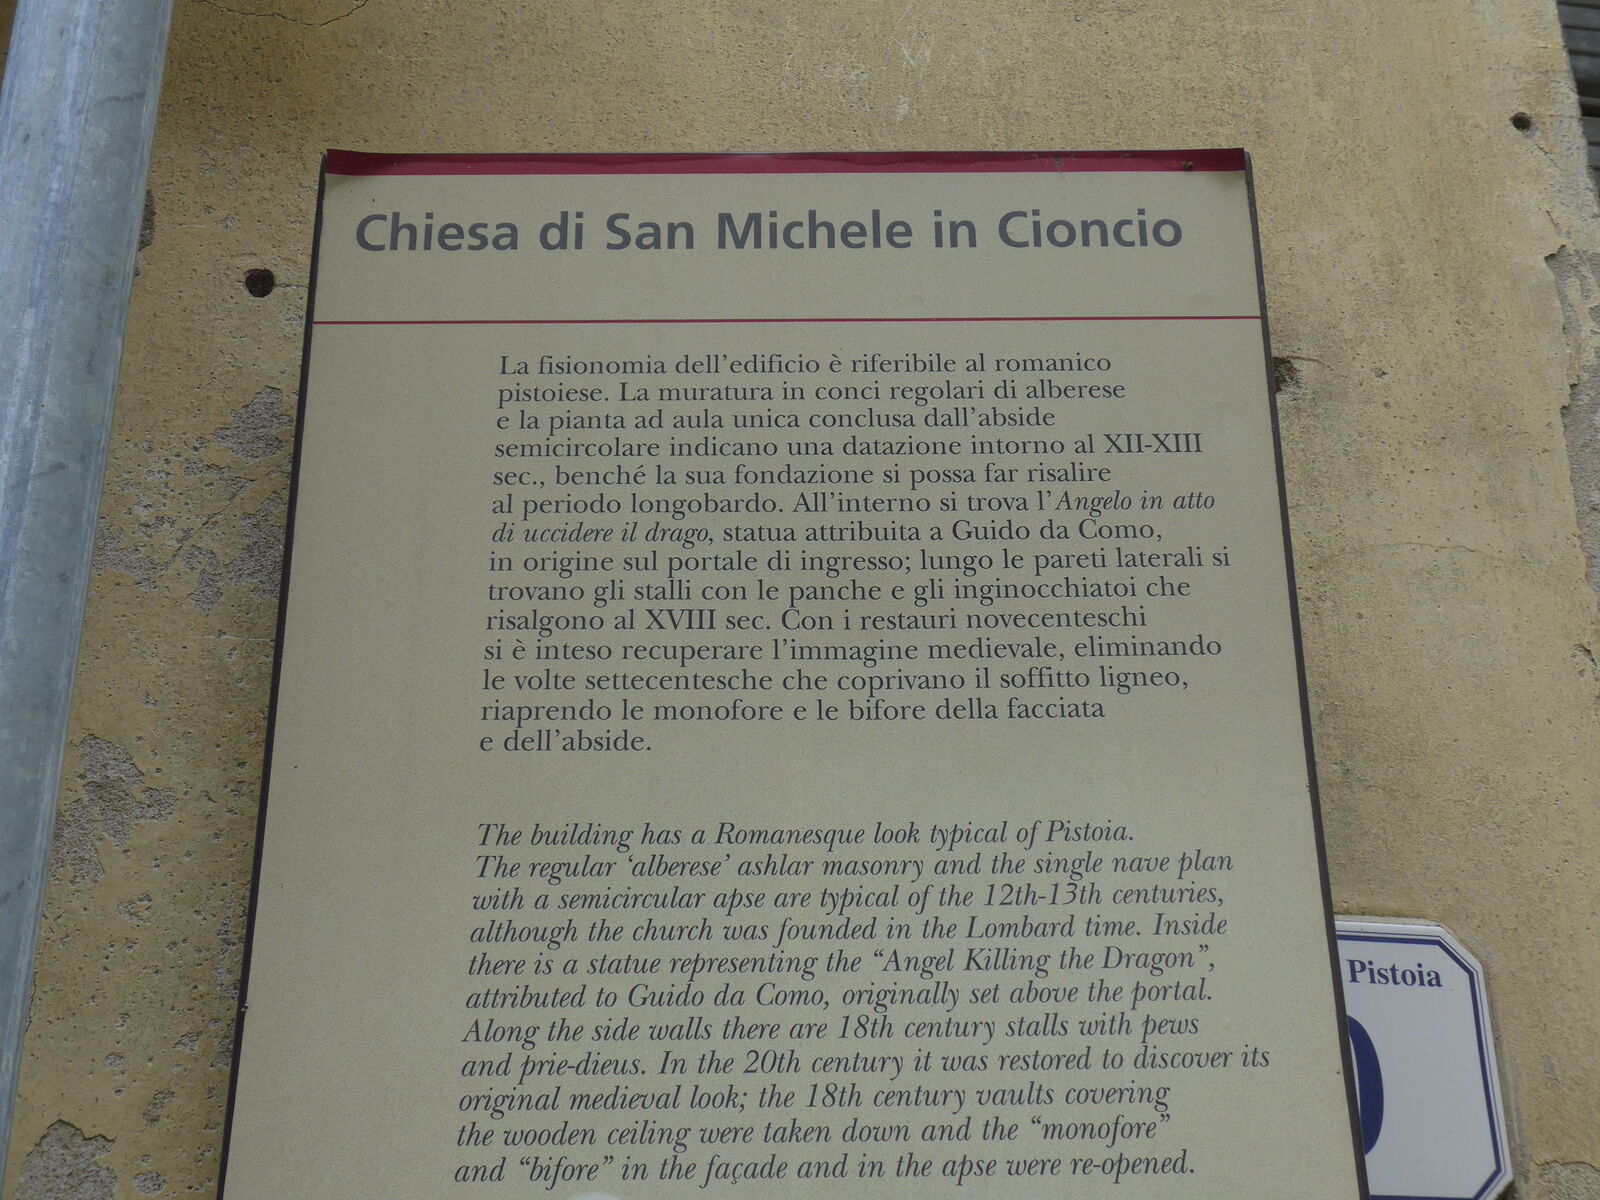 Chiesa di San Michele in Cioncio
La fisionomia dell'edificio è riferibile al romanico
pistoiese. La muratura in conci regolari di alberese
e la pianta ad aula unica conclusa dall'abside
semicircolare indicano una datazione intorno al XII-XIII
sec., benché la sua fondazione si possa far risalire
al periodo longobardo. All'interno si trova l'Angelo in atto
di uccidere il drago, statua attribuita a Guido da Como,
in origine sul portale di ingresso; lungo le pareti laterali si
trovano gli stalli con le panche e gli inginocchiatoi che
risalgono al XVIII sec. Con i restauri novecenteschi
si è inteso recuperare l'immagine medievale, eliminando
le volte settecentesche che coprivano il soffitto ligneo,
riaprendo le monofore e le bifore della facciata
e dell'abside.
The building has a Romanesque look typical of Pistoia.
The regular 'alberese' ashlar masonry and the single nave plan
with a semicircular apse are typical of the 12th-13th centuries,
although the church was founded in the Lombard time. Inside
there is a statue representing the "Angel Killing the Dragon",
attributed to Guido da Como, originally set above the portal.
Along the side walls there are 18th century stalls with pews
and prie-dieus. In the 20th century it was restored to discover its
original medieval look; the 18th century vaults covering
the wooden ceiling were taken down and the "monofore"
and "bifore" in the façade and in the apse were re-opened.
Pistoia